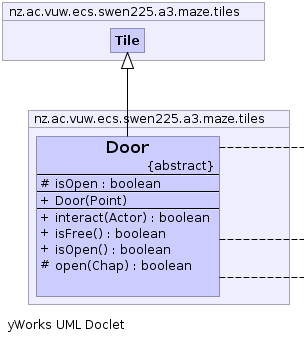 nz.ac.vuw.ecs.swen225.a3.maze.tiles
Tile
nz.ac.vuw.ecs.swen225.a3.maze.tiles
Door
{abstract}
# isOpen : boolean
+ Door(Point)
+ interact(Actor) : boolean
+ isFree() : boolean
+ isOpen() : boolean
# open(Chap) : boolean
yWorks UML Doclet